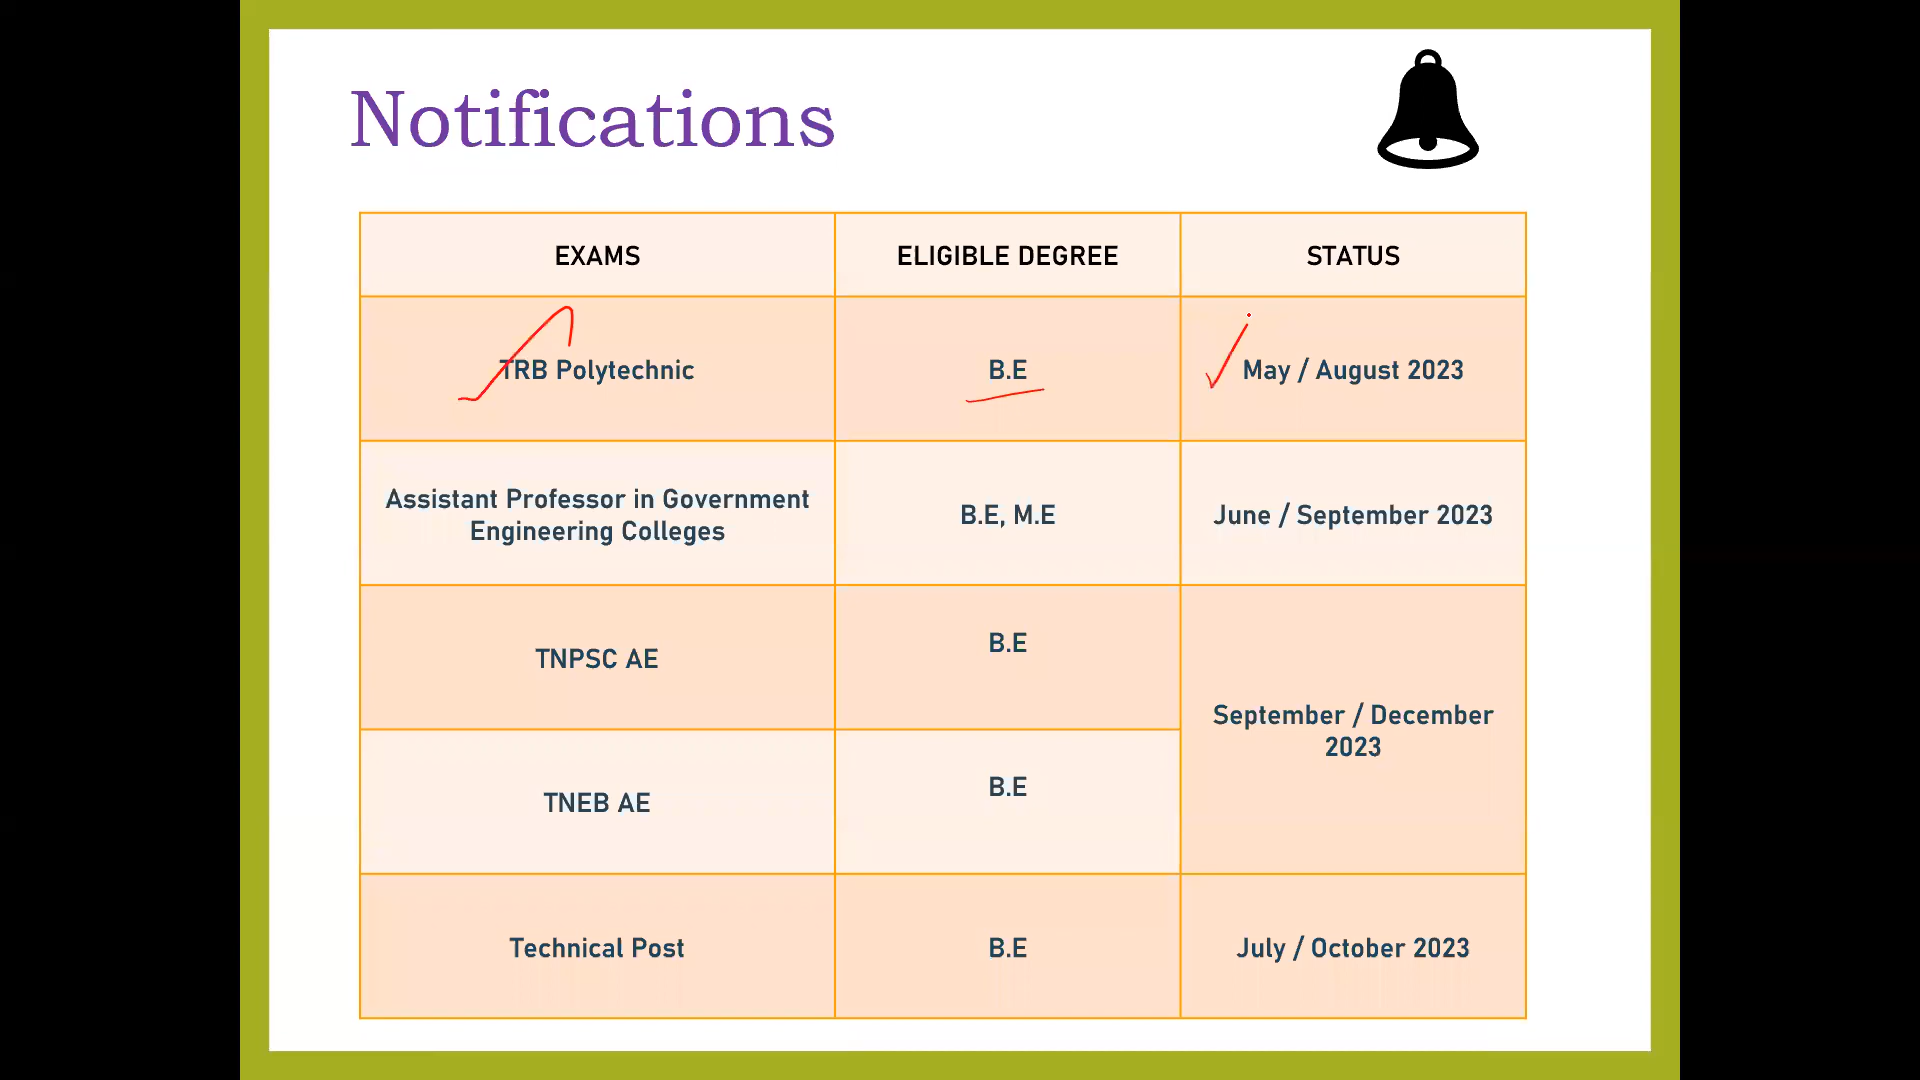 Notifications
EXAMS
ELIGIBLE DEGREE
STATUS
TRB Polytechnic
B.E
May / August 2023
Assistant Professor in Government
Engineering Colleges
B.E, M.E
June / September 2023
TNPSC AE
B.E
September / December
2023
TNEB AE
B.E
Technical Post
B.E
July / October 2023